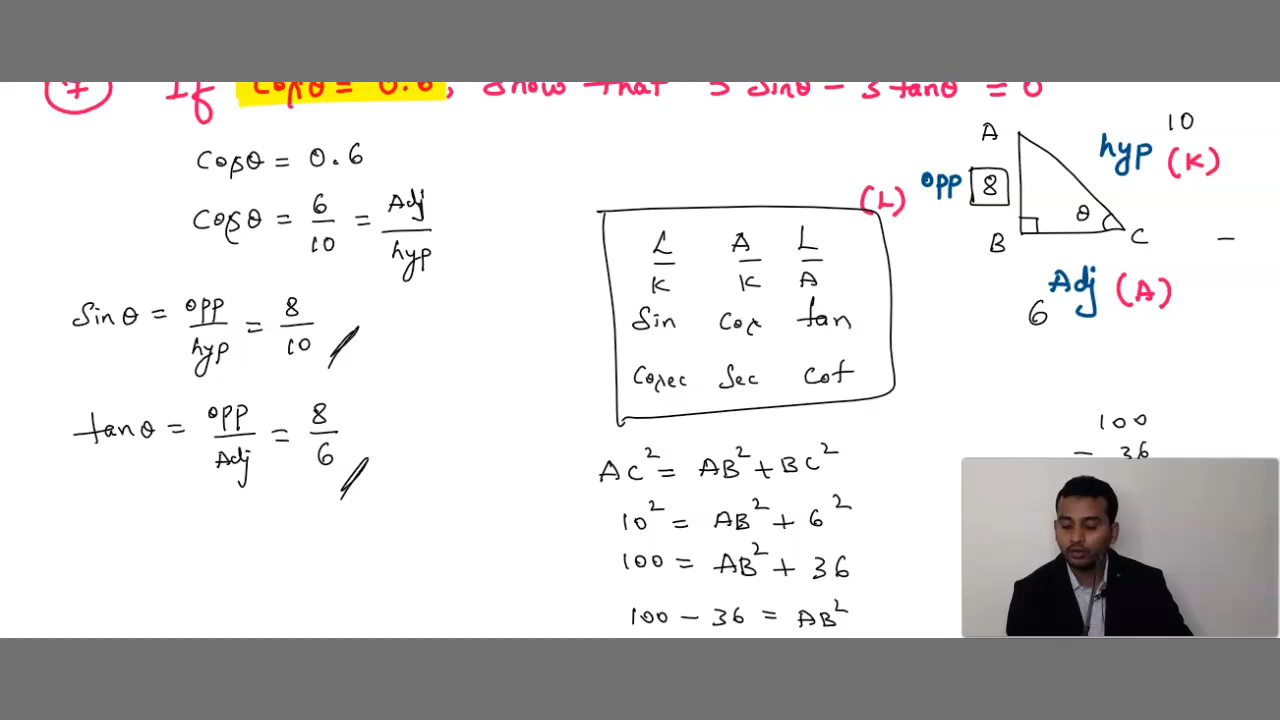 7 If Cosθ = 0.6, Show that 5 Sinθ − 3 tanθ = 0
Cosθ = 0.6
Cosθ = 6/10 = Adj/hyp
Sinθ = opp/hyp = 8/10
tanθ = opp/Adj = 8/6
L/K A/K L/A
Sin Cos tan
Cosec Sec Cot
AC² = AB² + BC²
10² = AB² + 6²
100 = AB² + 36
100 − 36 = AB²
A
10
hyp (K)
(L) opp 8
θ
B C
−
Adj (A)
6
100
− 36